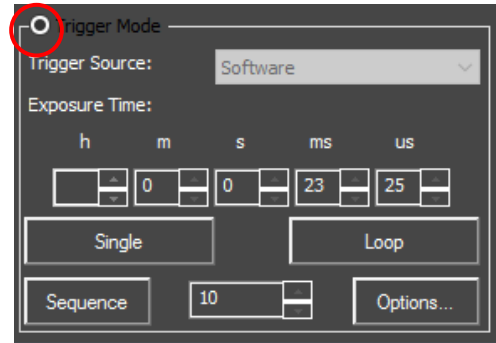 Trigger Mode
Trigger Source: Software
Exposure Time:
h m s ms us
0 0 23 25
Single Loop
Sequence 10 Options...